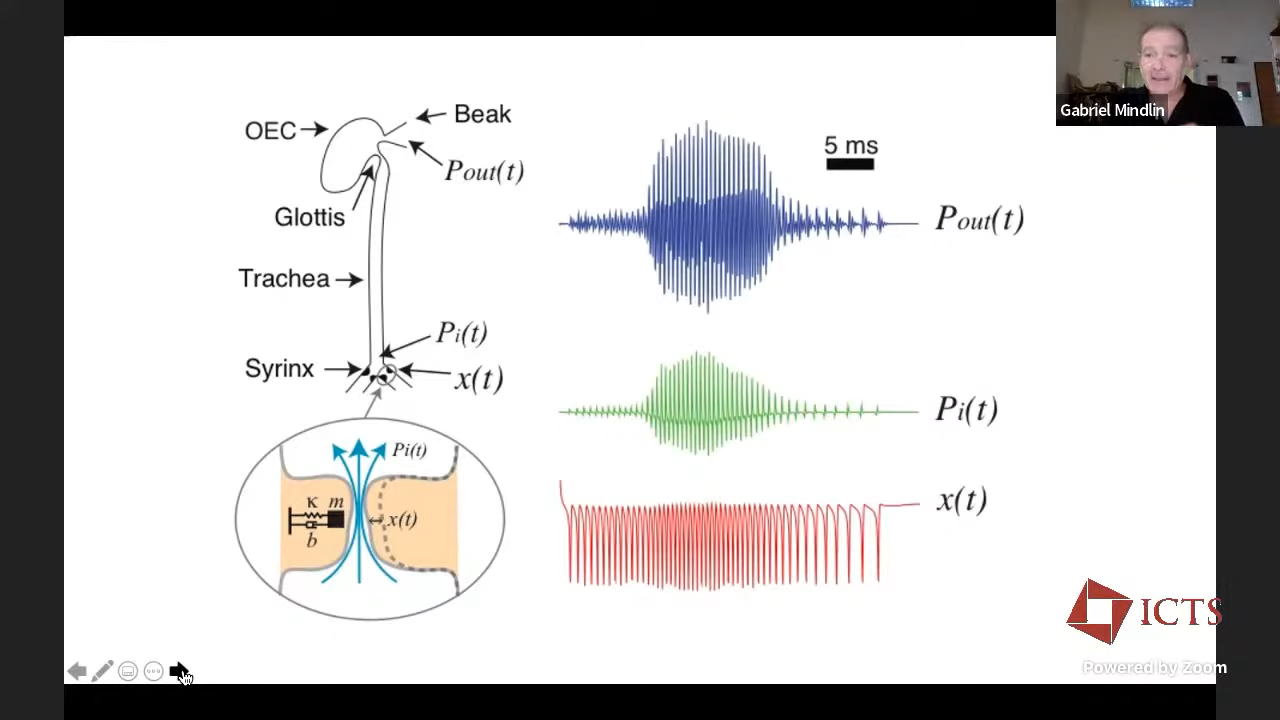 Gabriel Mindlin
OEC
Beak
Pout(t)
Glottis
Trachea
Pi(t)
Syrinx
x(t)
Pi(t)
κ m
b
x(t)
5 ms
Pout(t)
Pi(t)
x(t)
ICTS
Powered by Zoom